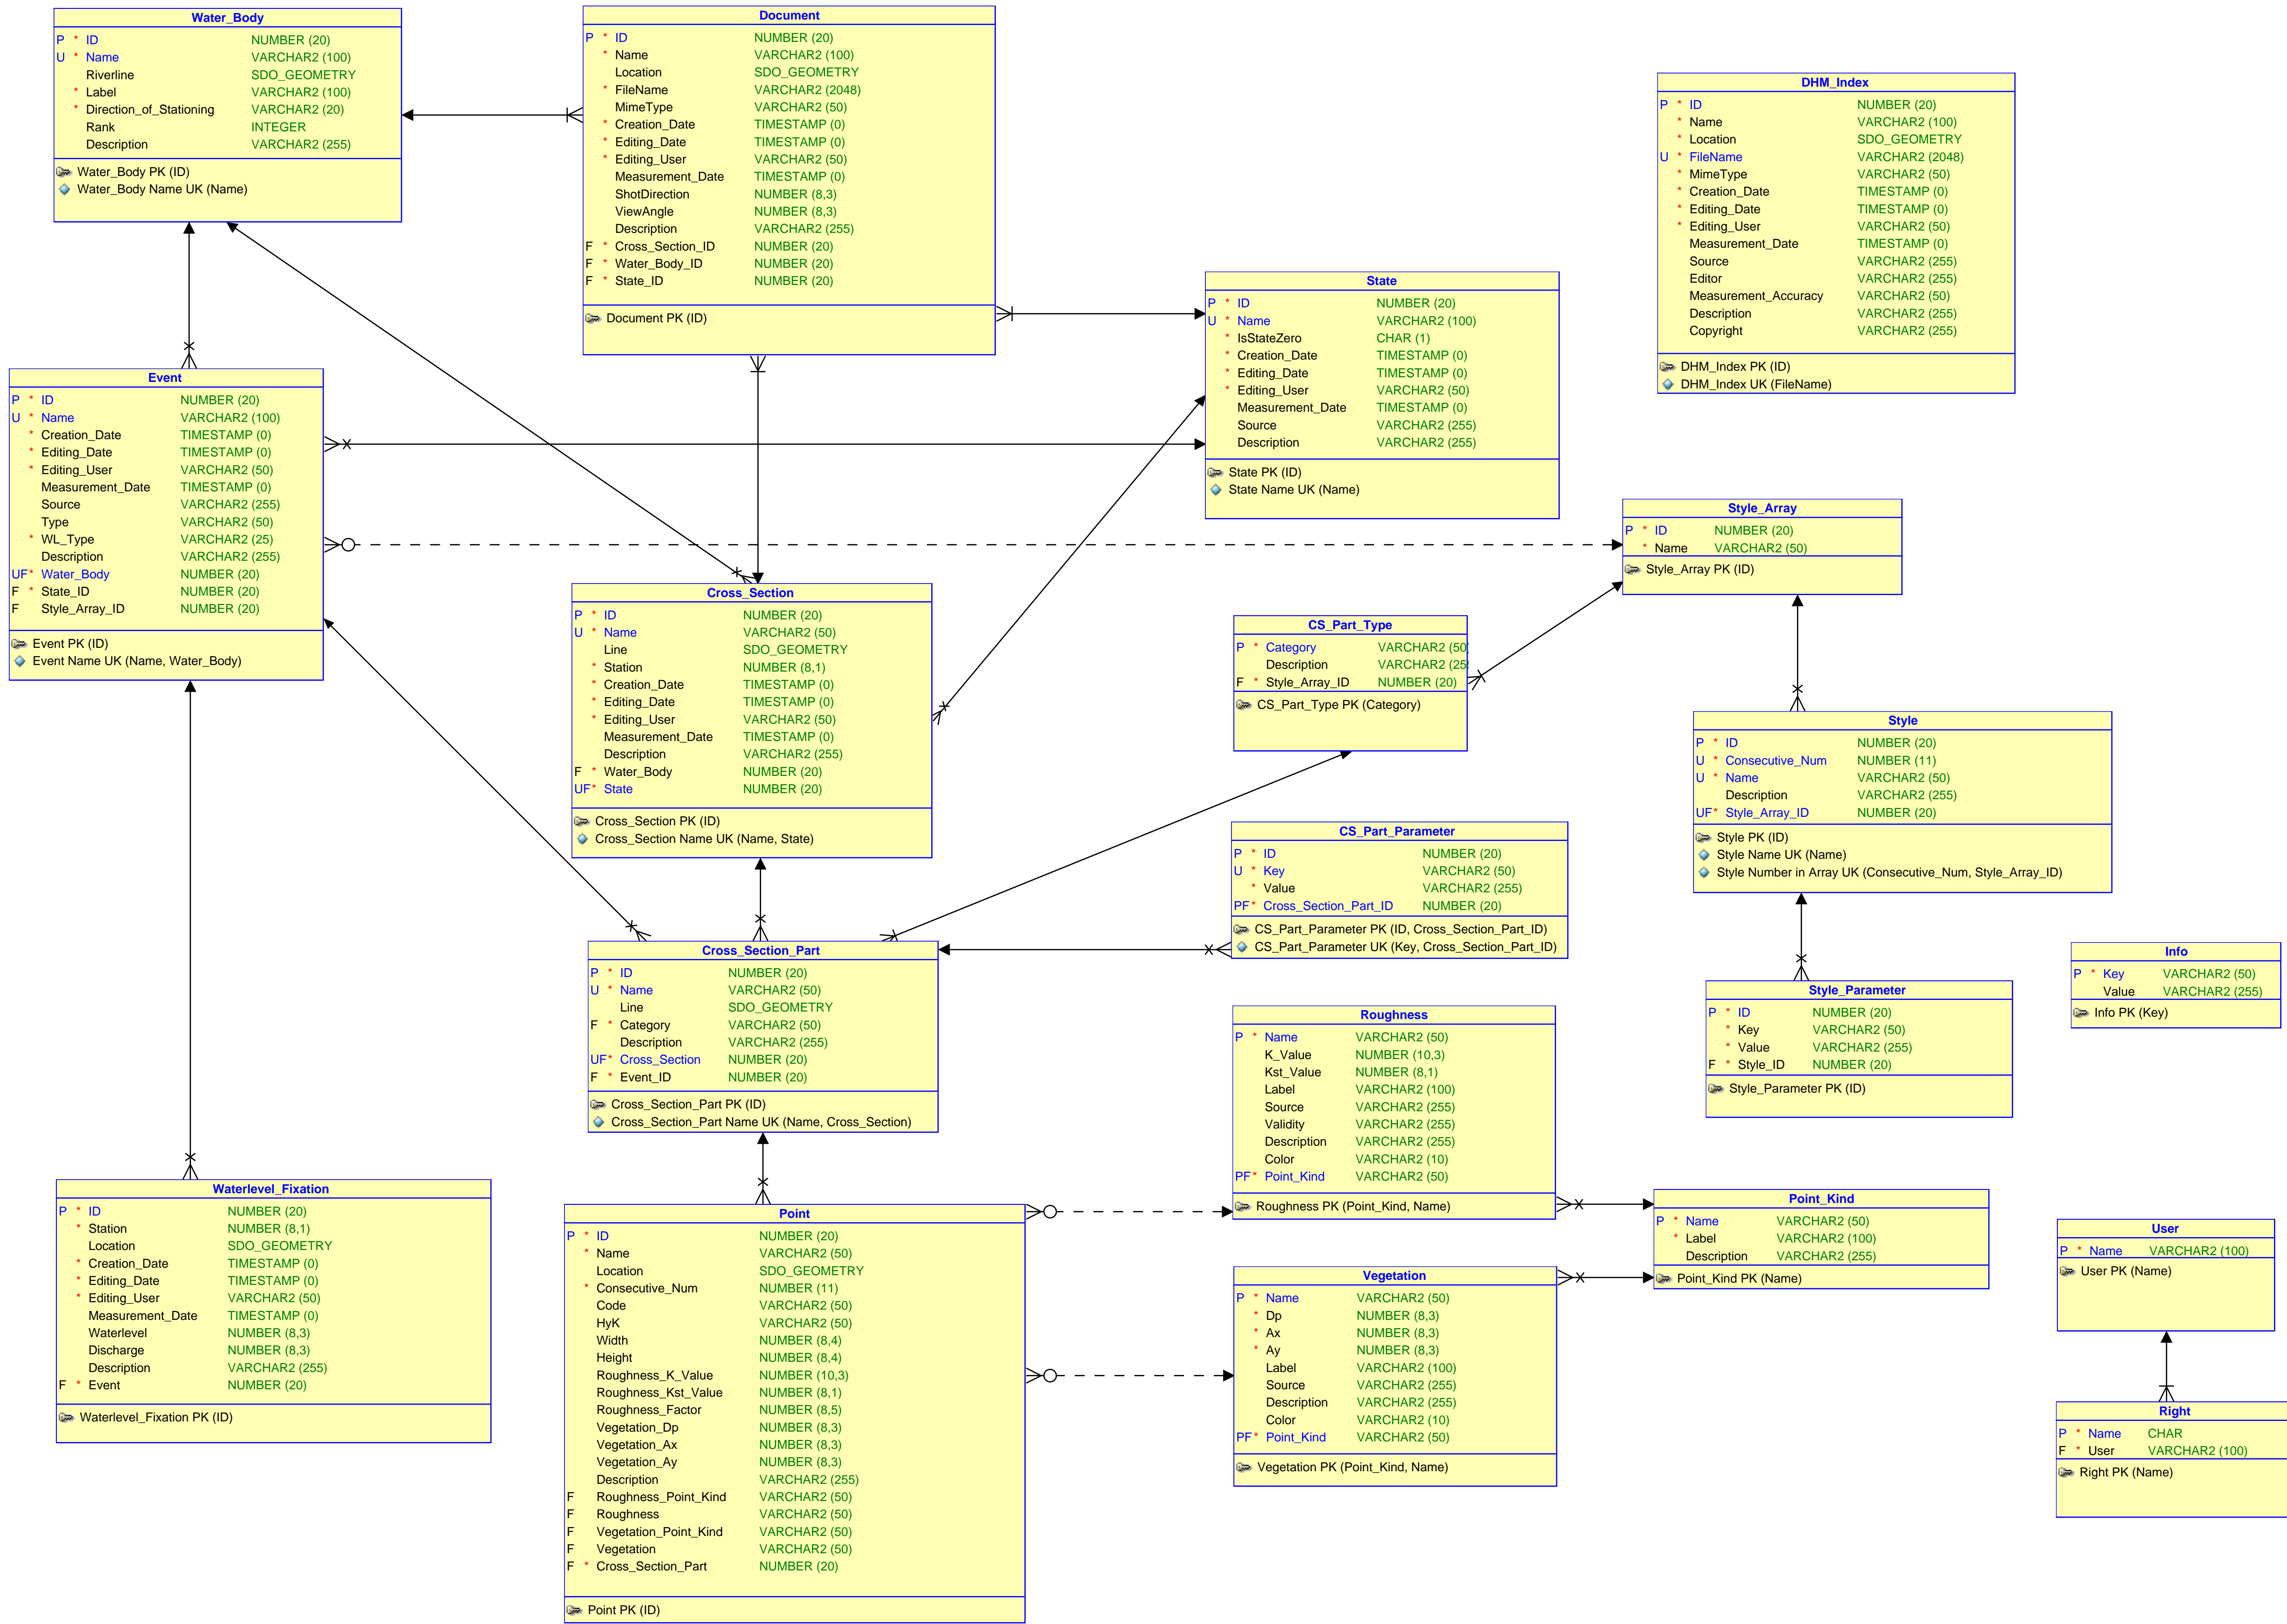 Water_Body
P * ID NUMBER (20)
U * Name VARCHAR2 (100)
Riverline SDO_GEOMETRY
* Label VARCHAR2 (100)
* Direction_of_Stationing VARCHAR2 (20)
Rank INTEGER
Description VARCHAR2 (255)
Water_Body PK (ID)
Water_Body Name UK (Name)
Document
P * ID NUMBER (20)
* Name VARCHAR2 (100)
Location SDO_GEOMETRY
* FileName VARCHAR2 (2048)
MimeType VARCHAR2 (50)
* Creation_Date TIMESTAMP (0)
* Editing_Date TIMESTAMP (0)
* Editing_User VARCHAR2 (50)
Measurement_Date TIMESTAMP (0)
ShotDirection NUMBER (8,3)
ViewAngle NUMBER (8,3)
Description VARCHAR2 (255)
F * Cross_Section_ID NUMBER (20)
F * Water_Body_ID NUMBER (20)
F * State_ID NUMBER (20)
Document PK (ID)
DHM_Index
P * ID NUMBER (20)
* Name VARCHAR2 (100)
* Location SDO_GEOMETRY
U * FileName VARCHAR2 (2048)
* MimeType VARCHAR2 (50)
* Creation_Date TIMESTAMP (0)
* Editing_Date TIMESTAMP (0)
* Editing_User VARCHAR2 (50)
Measurement_Date TIMESTAMP (0)
Source VARCHAR2 (255)
Editor VARCHAR2 (255)
Measurement_Accuracy VARCHAR2 (50)
Description VARCHAR2 (255)
Copyright VARCHAR2 (255)
DHM_Index PK (ID)
DHM_Index UK (FileName)
State
P * ID NUMBER (20)
U * Name VARCHAR2 (100)
* IsStateZero CHAR (1)
* Creation_Date TIMESTAMP (0)
* Editing_Date TIMESTAMP (0)
* Editing_User VARCHAR2 (50)
Measurement_Date TIMESTAMP (0)
Source VARCHAR2 (255)
Description VARCHAR2 (255)
State PK (ID)
State Name UK (Name)
Event
P * ID NUMBER (20)
U * Name VARCHAR2 (100)
* Creation_Date TIMESTAMP (0)
* Editing_Date TIMESTAMP (0)
* Editing_User VARCHAR2 (50)
Measurement_Date TIMESTAMP (0)
Source VARCHAR2 (255)
Type VARCHAR2 (50)
* WL_Type VARCHAR2 (25)
Description VARCHAR2 (255)
UF* Water_Body NUMBER (20)
F * State_ID NUMBER (20)
F Style_Array_ID NUMBER (20)
Event PK (ID)
Event Name UK (Name, Water_Body)
Style_Array
P * ID NUMBER (20)
* Name VARCHAR2 (50)
Style_Array PK (ID)
Cross_Section
P * ID NUMBER (20)
U * Name VARCHAR2 (50)
Line SDO_GEOMETRY
* Station NUMBER (8,1)
* Creation_Date TIMESTAMP (0)
* Editing_Date TIMESTAMP (0)
* Editing_User VARCHAR2 (50)
Measurement_Date TIMESTAMP (0)
Description VARCHAR2 (255)
F * Water_Body NUMBER (20)
UF* State NUMBER (20)
Cross_Section PK (ID)
Cross_Section Name UK (Name, State)
CS_Part_Type
P * Category VARCHAR2 (50
Description VARCHAR2 (25
F * Style_Array_ID NUMBER (20)
CS_Part_Type PK (Category)
Style
P * ID NUMBER (20)
U * Consecutive_Num NUMBER (11)
U * Name VARCHAR2 (50)
Description VARCHAR2 (255)
UF* Style_Array_ID NUMBER (20)
Style PK (ID)
Style Name UK (Name)
Style Number in Array UK (Consecutive_Num, Style_Array_ID)
CS_Part_Parameter
P * ID NUMBER (20)
U * Key VARCHAR2 (50)
* Value VARCHAR2 (255)
PF* Cross_Section_Part_ID NUMBER (20)
CS_Part_Parameter PK (ID, Cross_Section_Part_ID)
CS_Part_Parameter UK (Key, Cross_Section_Part_ID)
Cross_Section_Part
P * ID NUMBER (20)
U * Name VARCHAR2 (50)
Line SDO_GEOMETRY
F * Category VARCHAR2 (50)
Description VARCHAR2 (255)
UF* Cross_Section NUMBER (20)
F * Event_ID NUMBER (20)
Cross_Section_Part PK (ID)
Cross_Section_Part Name UK (Name, Cross_Section)
Info
P * Key VARCHAR2 (50)
Value VARCHAR2 (255)
Info PK (Key)
Style_Parameter
P * ID NUMBER (20)
* Key VARCHAR2 (50)
* Value VARCHAR2 (255)
F * Style_ID NUMBER (20)
Style_Parameter PK (ID)
Roughness
P * Name VARCHAR2 (50)
K_Value NUMBER (10,3)
Kst_Value NUMBER (8,1)
Label VARCHAR2 (100)
Source VARCHAR2 (255)
Validity VARCHAR2 (255)
Description VARCHAR2 (255)
Color VARCHAR2 (10)
PF* Point_Kind VARCHAR2 (50)
Roughness PK (Point_Kind, Name)
Waterlevel_Fixation
P * ID NUMBER (20)
* Station NUMBER (8,1)
Location SDO_GEOMETRY
* Creation_Date TIMESTAMP (0)
* Editing_Date TIMESTAMP (0)
* Editing_User VARCHAR2 (50)
Measurement_Date TIMESTAMP (0)
Waterlevel NUMBER (8,3)
Discharge NUMBER (8,3)
Description VARCHAR2 (255)
F * Event NUMBER (20)
Waterlevel_Fixation PK (ID)
Point
P * ID NUMBER (20)
* Name VARCHAR2 (50)
Location SDO_GEOMETRY
* Consecutive_Num NUMBER (11)
Code VARCHAR2 (50)
HyK VARCHAR2 (50)
Width NUMBER (8,4)
Height NUMBER (8,4)
Roughness_K_Value NUMBER (10,3)
Roughness_Kst_Value NUMBER (8,1)
Roughness_Factor NUMBER (8,5)
Vegetation_Dp NUMBER (8,3)
Vegetation_Ax NUMBER (8,3)
Vegetation_Ay NUMBER (8,3)
Description VARCHAR2 (255)
F Roughness_Point_Kind VARCHAR2 (50)
F Roughness VARCHAR2 (50)
F Vegetation_Point_Kind VARCHAR2 (50)
F Vegetation VARCHAR2 (50)
F * Cross_Section_Part NUMBER (20)
Point PK (ID)
Point_Kind
P * Name VARCHAR2 (50)
* Label VARCHAR2 (100)
Description VARCHAR2 (255)
Point_Kind PK (Name)
Vegetation
P * Name VARCHAR2 (50)
* Dp NUMBER (8,3)
* Ax NUMBER (8,3)
* Ay NUMBER (8,3)
Label VARCHAR2 (100)
Source VARCHAR2 (255)
Description VARCHAR2 (255)
Color VARCHAR2 (10)
PF* Point_Kind VARCHAR2 (50)
Vegetation PK (Point_Kind, Name)
User
P * Name VARCHAR2 (100)
User PK (Name)
Right
P * Name CHAR
F * User VARCHAR2 (100)
Right PK (Name)